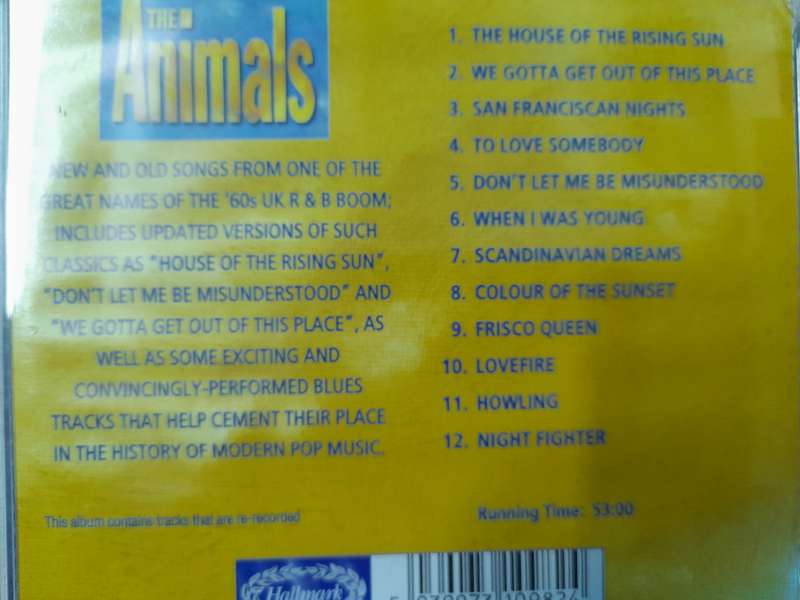 THE
Animals
NEW AND OLD SONGS FROM ONE OF THE
GREAT NAMES OF THE '60s UK R & B BOOM;
INCLUDES UPDATED VERSIONS OF SUCH
CLASSICS AS "HOUSE OF THE RISING SUN",
"DON'T LET ME BE MISUNDERSTOOD" AND
"WE GOTTA GET OUT OF THIS PLACE", AS
WELL AS SOME EXCITING AND
CONVINCINGLY-PERFORMED BLUES
TRACKS THAT HELP CEMENT THEIR PLACE
IN THE HISTORY OF MODERN POP MUSIC.
This album contains tracks that are re-recorded
1. THE HOUSE OF THE RISING SUN
2. WE GOTTA GET OUT OF THIS PLACE
3. SAN FRANCISCAN NIGHTS
4. TO LOVE SOMEBODY
5. DON'T LET ME BE MISUNDERSTOOD
6. WHEN I WAS YOUNG
7. SCANDINAVIAN DREAMS
8. COLOUR OF THE SUNSET
9. FRISCO QUEEN
10. LOVEFIRE
11. HOWLING
12. NIGHT FIGHTER
Running Time: 53:00
Hallmark